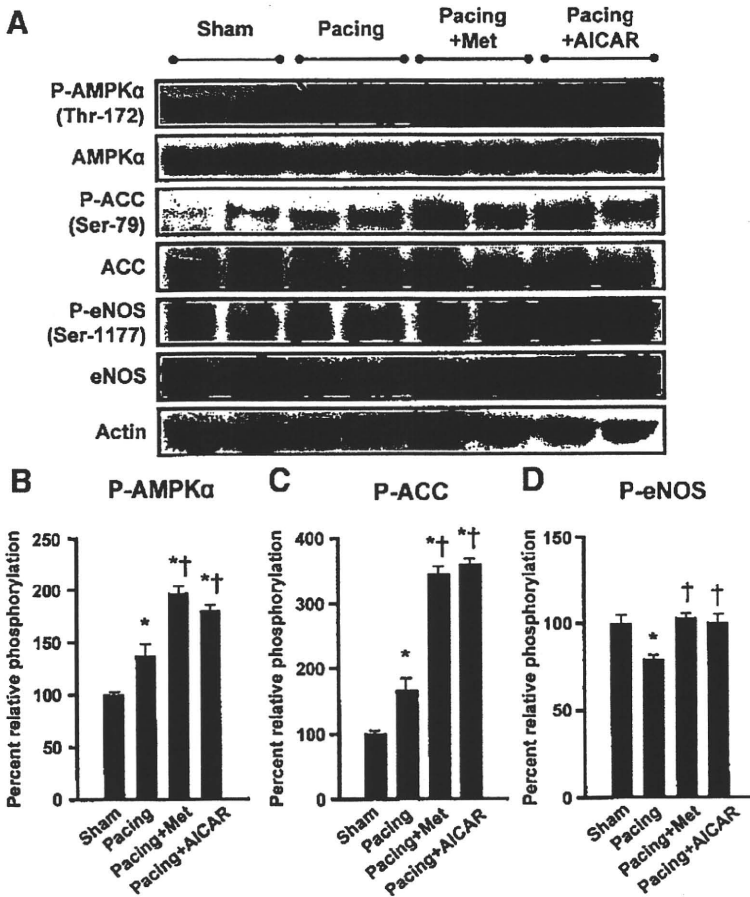 A
Sham
Pacing
Pacing
+Met
Pacing
+AICAR
P-AMPKα
(Thr-172)
AMPKα
P-ACC
(Ser-79)
ACC
P-eNOS
(Ser-1177)
eNOS
Actin
B
P-AMPKα
Percent relative phosphorylation
250
200
150
100
50
0
*
*†
*†
Sham
Pacing
Pacing+Met
Pacing+AICAR
C
P-ACC
Percent relative phosphorylation
400
300
200
100
0
*
*†
*†
Sham
Pacing
Pacing+Met
Pacing+AICAR
D
P-eNOS
Percent relative phosphorylation
150
100
50
0
*
†
†
Sham
Pacing
Pacing+Met
Pacing+AICAR